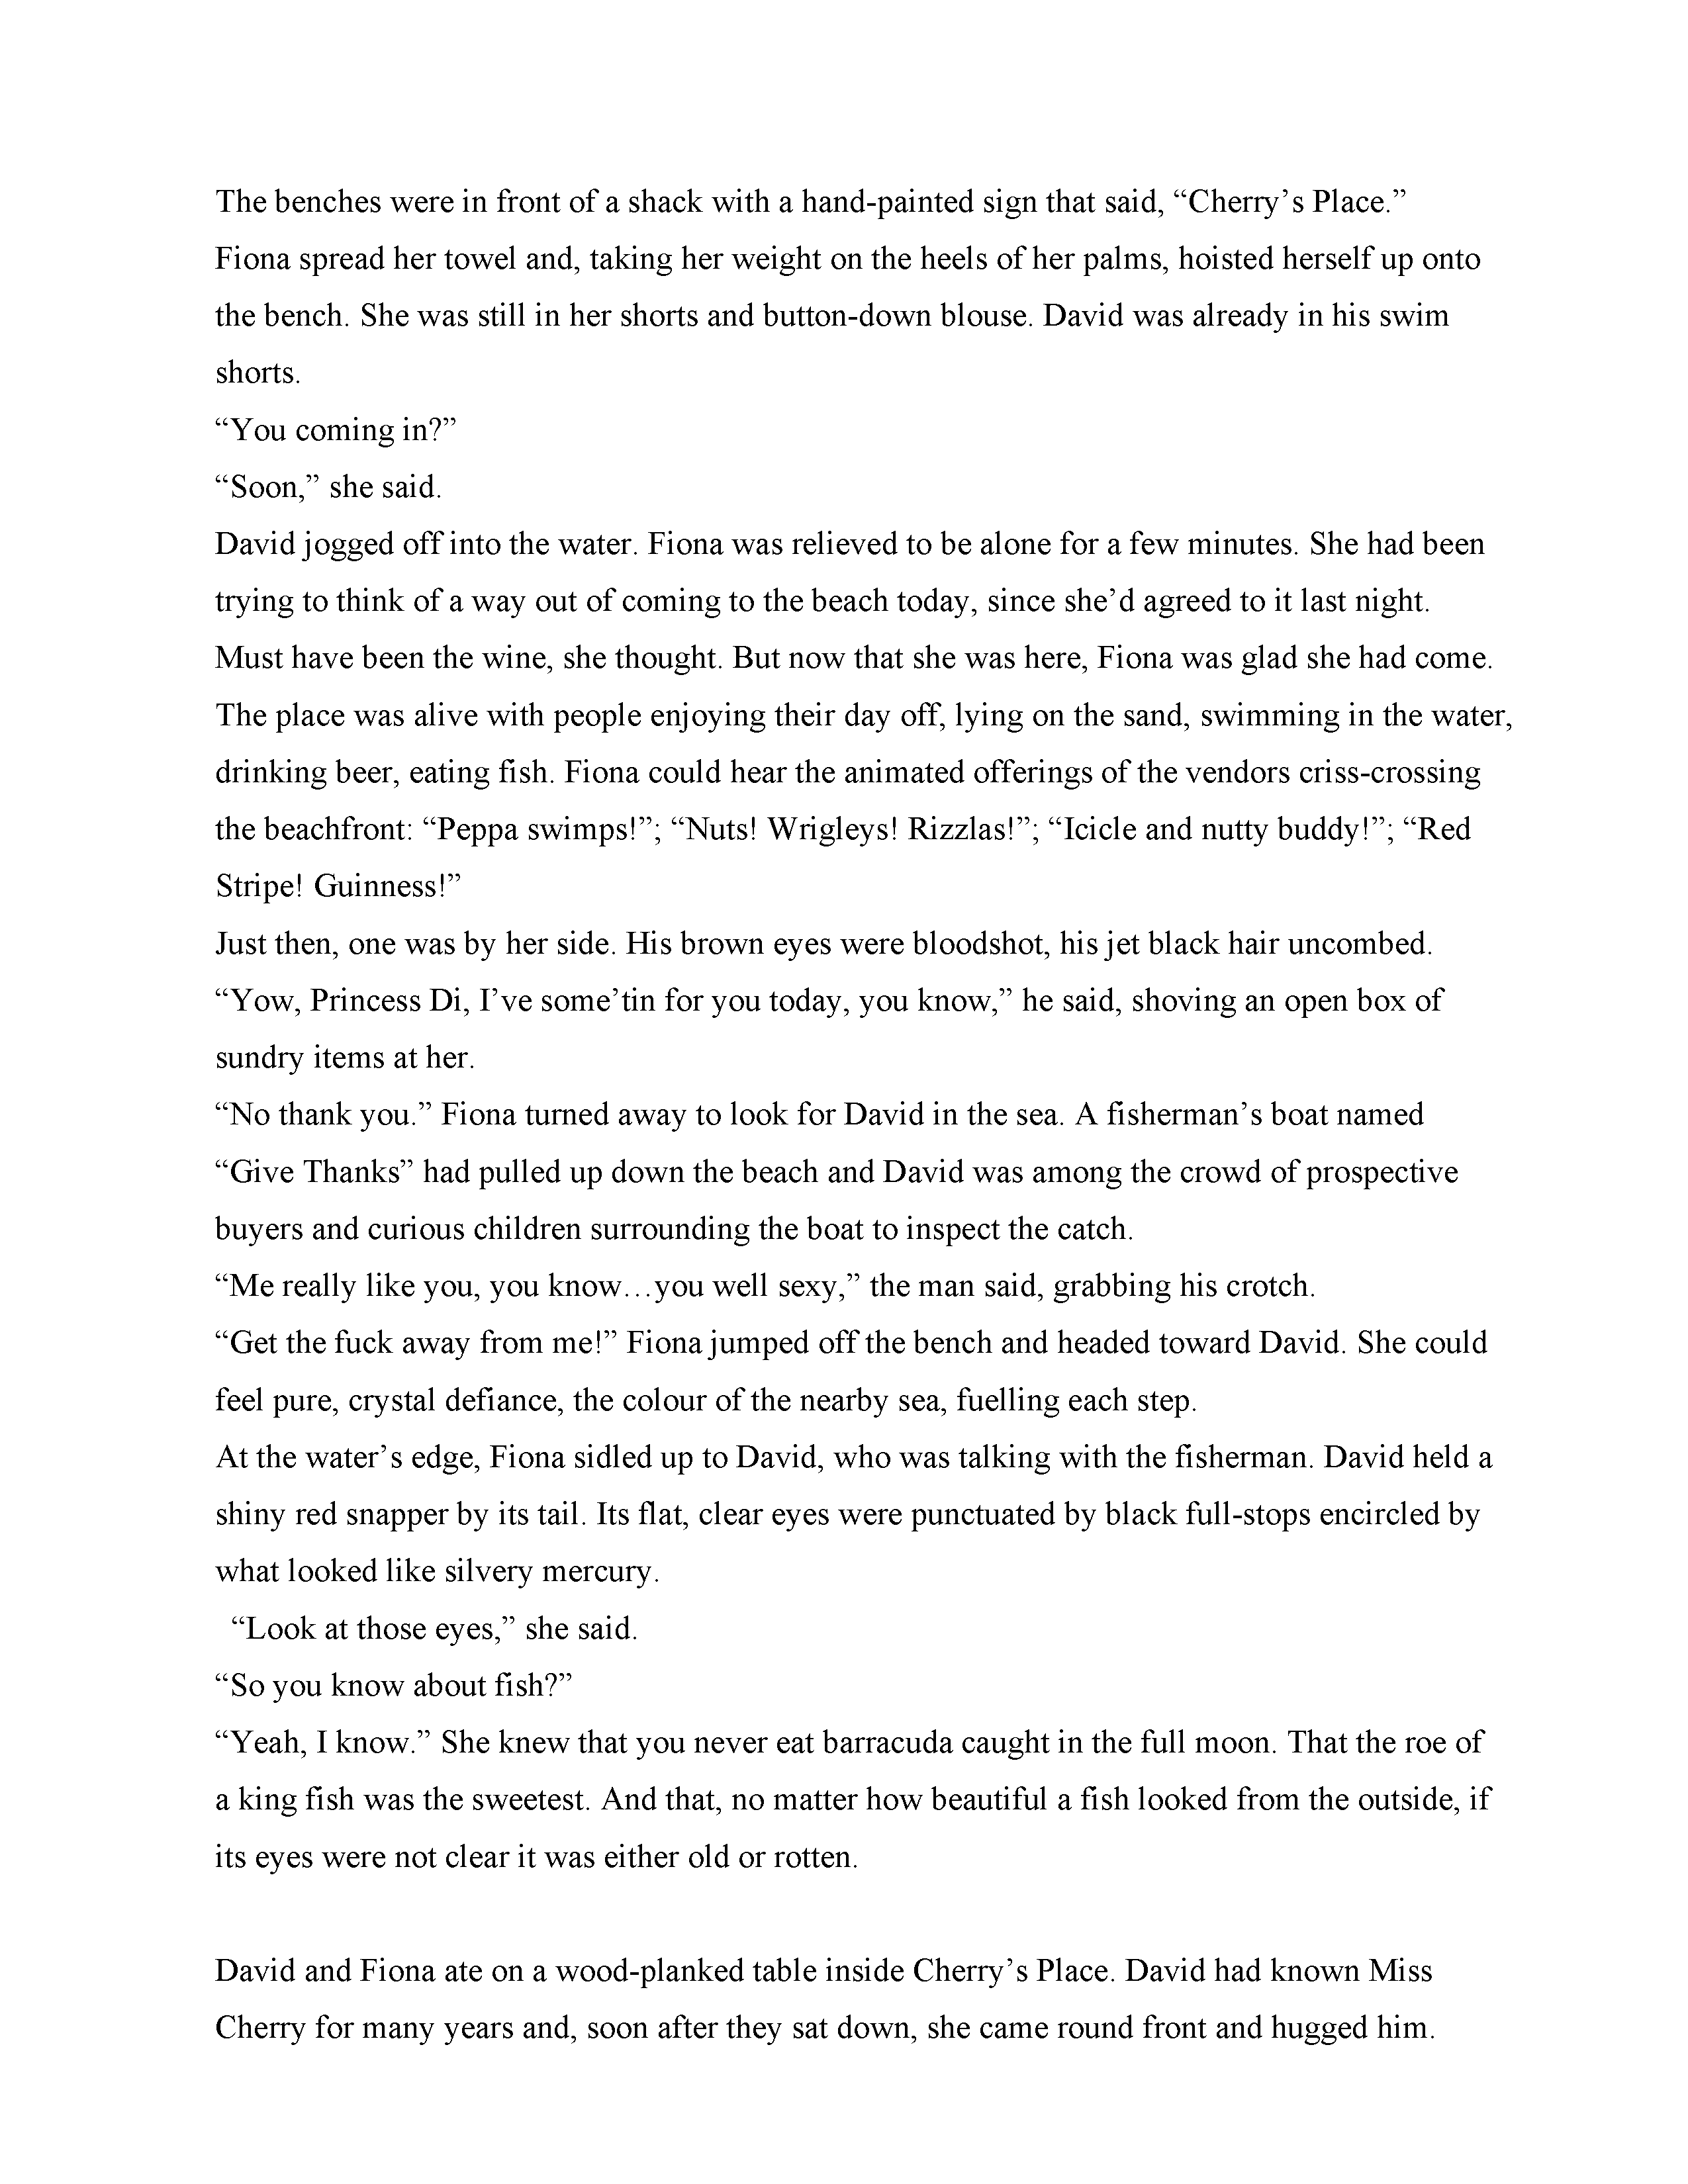 The benches were in front of a shack with a hand-painted sign that said, “Cherry’s Place.”
Fiona spread her towel and, taking her weight on the heels of her palms, hoisted herself up onto
the bench. She was still in her shorts and button-down blouse. David was already in his swim
shorts.
“You coming in?”
“Soon,” she said.
David jogged off into the water. Fiona was relieved to be alone for a few minutes. She had been
trying to think of a way out of coming to the beach today, since she’d agreed to it last night.
Must have been the wine, she thought. But now that she was here, Fiona was glad she had come.
The place was alive with people enjoying their day off, lying on the sand, swimming in the water,
drinking beer, eating fish. Fiona could hear the animated offerings of the vendors criss-crossing
the beachfront: “Peppa swimps!”; “Nuts! Wrigleys! Rizzlas!”; “Icicle and nutty buddy!”; “Red
Stripe! Guinness!”
Just then, one was by her side. His brown eyes were bloodshot, his jet black hair uncombed.
“Yow, Princess Di, I’ve some’tin for you today, you know,” he said, shoving an open box of
sundry items at her.
“No thank you.” Fiona turned away to look for David in the sea. A fisherman’s boat named
“Give Thanks” had pulled up down the beach and David was among the crowd of prospective
buyers and curious children surrounding the boat to inspect the catch.
“Me really like you, you know…you well sexy,” the man said, grabbing his crotch.
“Get the fuck away from me!” Fiona jumped off the bench and headed toward David. She could
feel pure, crystal defiance, the colour of the nearby sea, fuelling each step.
At the water’s edge, Fiona sidled up to David, who was talking with the fisherman. David held a
shiny red snapper by its tail. Its flat, clear eyes were punctuated by black full-stops encircled by
what looked like silvery mercury.
“Look at those eyes,” she said.
“So you know about fish?”
“Yeah, I know.” She knew that you never eat barracuda caught in the full moon. That the roe of
a king fish was the sweetest. And that, no matter how beautiful a fish looked from the outside, if
its eyes were not clear it was either old or rotten.
David and Fiona ate on a wood-planked table inside Cherry’s Place. David had known Miss
Cherry for many years and, soon after they sat down, she came round front and hugged him.